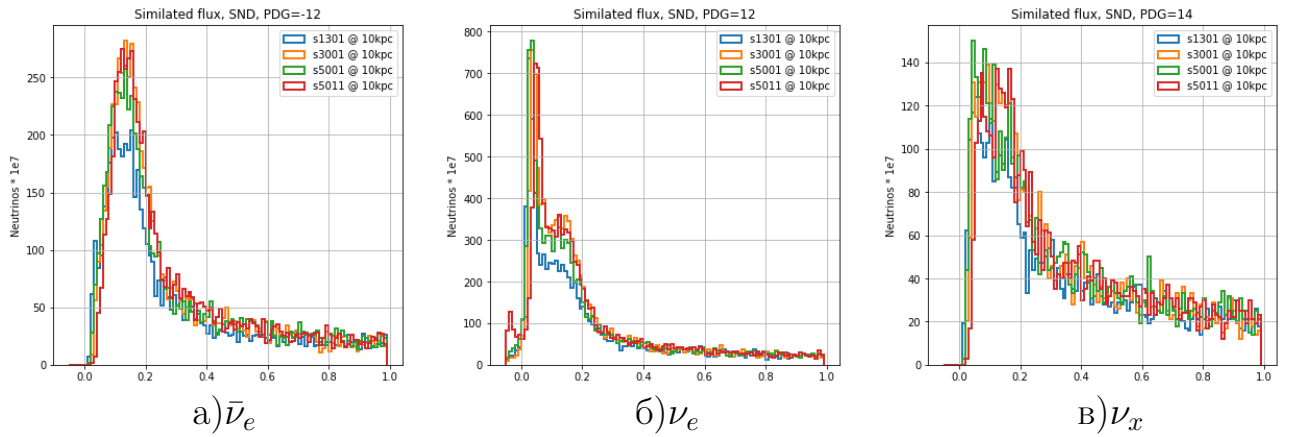 Similated flux, SND, PDG=-12
s1301 @ 10kpc
s3001 @ 10kpc
s5001 @ 10kpc
s5011 @ 10kpc
Neutrinos * 1e7
250
200
150
100
50
0
0.0 0.2 0.4 0.6 0.8 1.0
а)ν̄ₑ
Similated flux, SND, PDG=12
s1301 @ 10kpc
s3001 @ 10kpc
s5001 @ 10kpc
s5011 @ 10kpc
Neutrinos * 1e7
800
700
600
500
400
300
200
100
0
0.0 0.2 0.4 0.6 0.8 1.0
б)νₑ
Similated flux, SND, PDG=14
s1301 @ 10kpc
s3001 @ 10kpc
s5001 @ 10kpc
s5011 @ 10kpc
Neutrinos * 1e7
140
120
100
80
60
40
20
0
0.0 0.2 0.4 0.6 0.8 1.0
в)νₓ